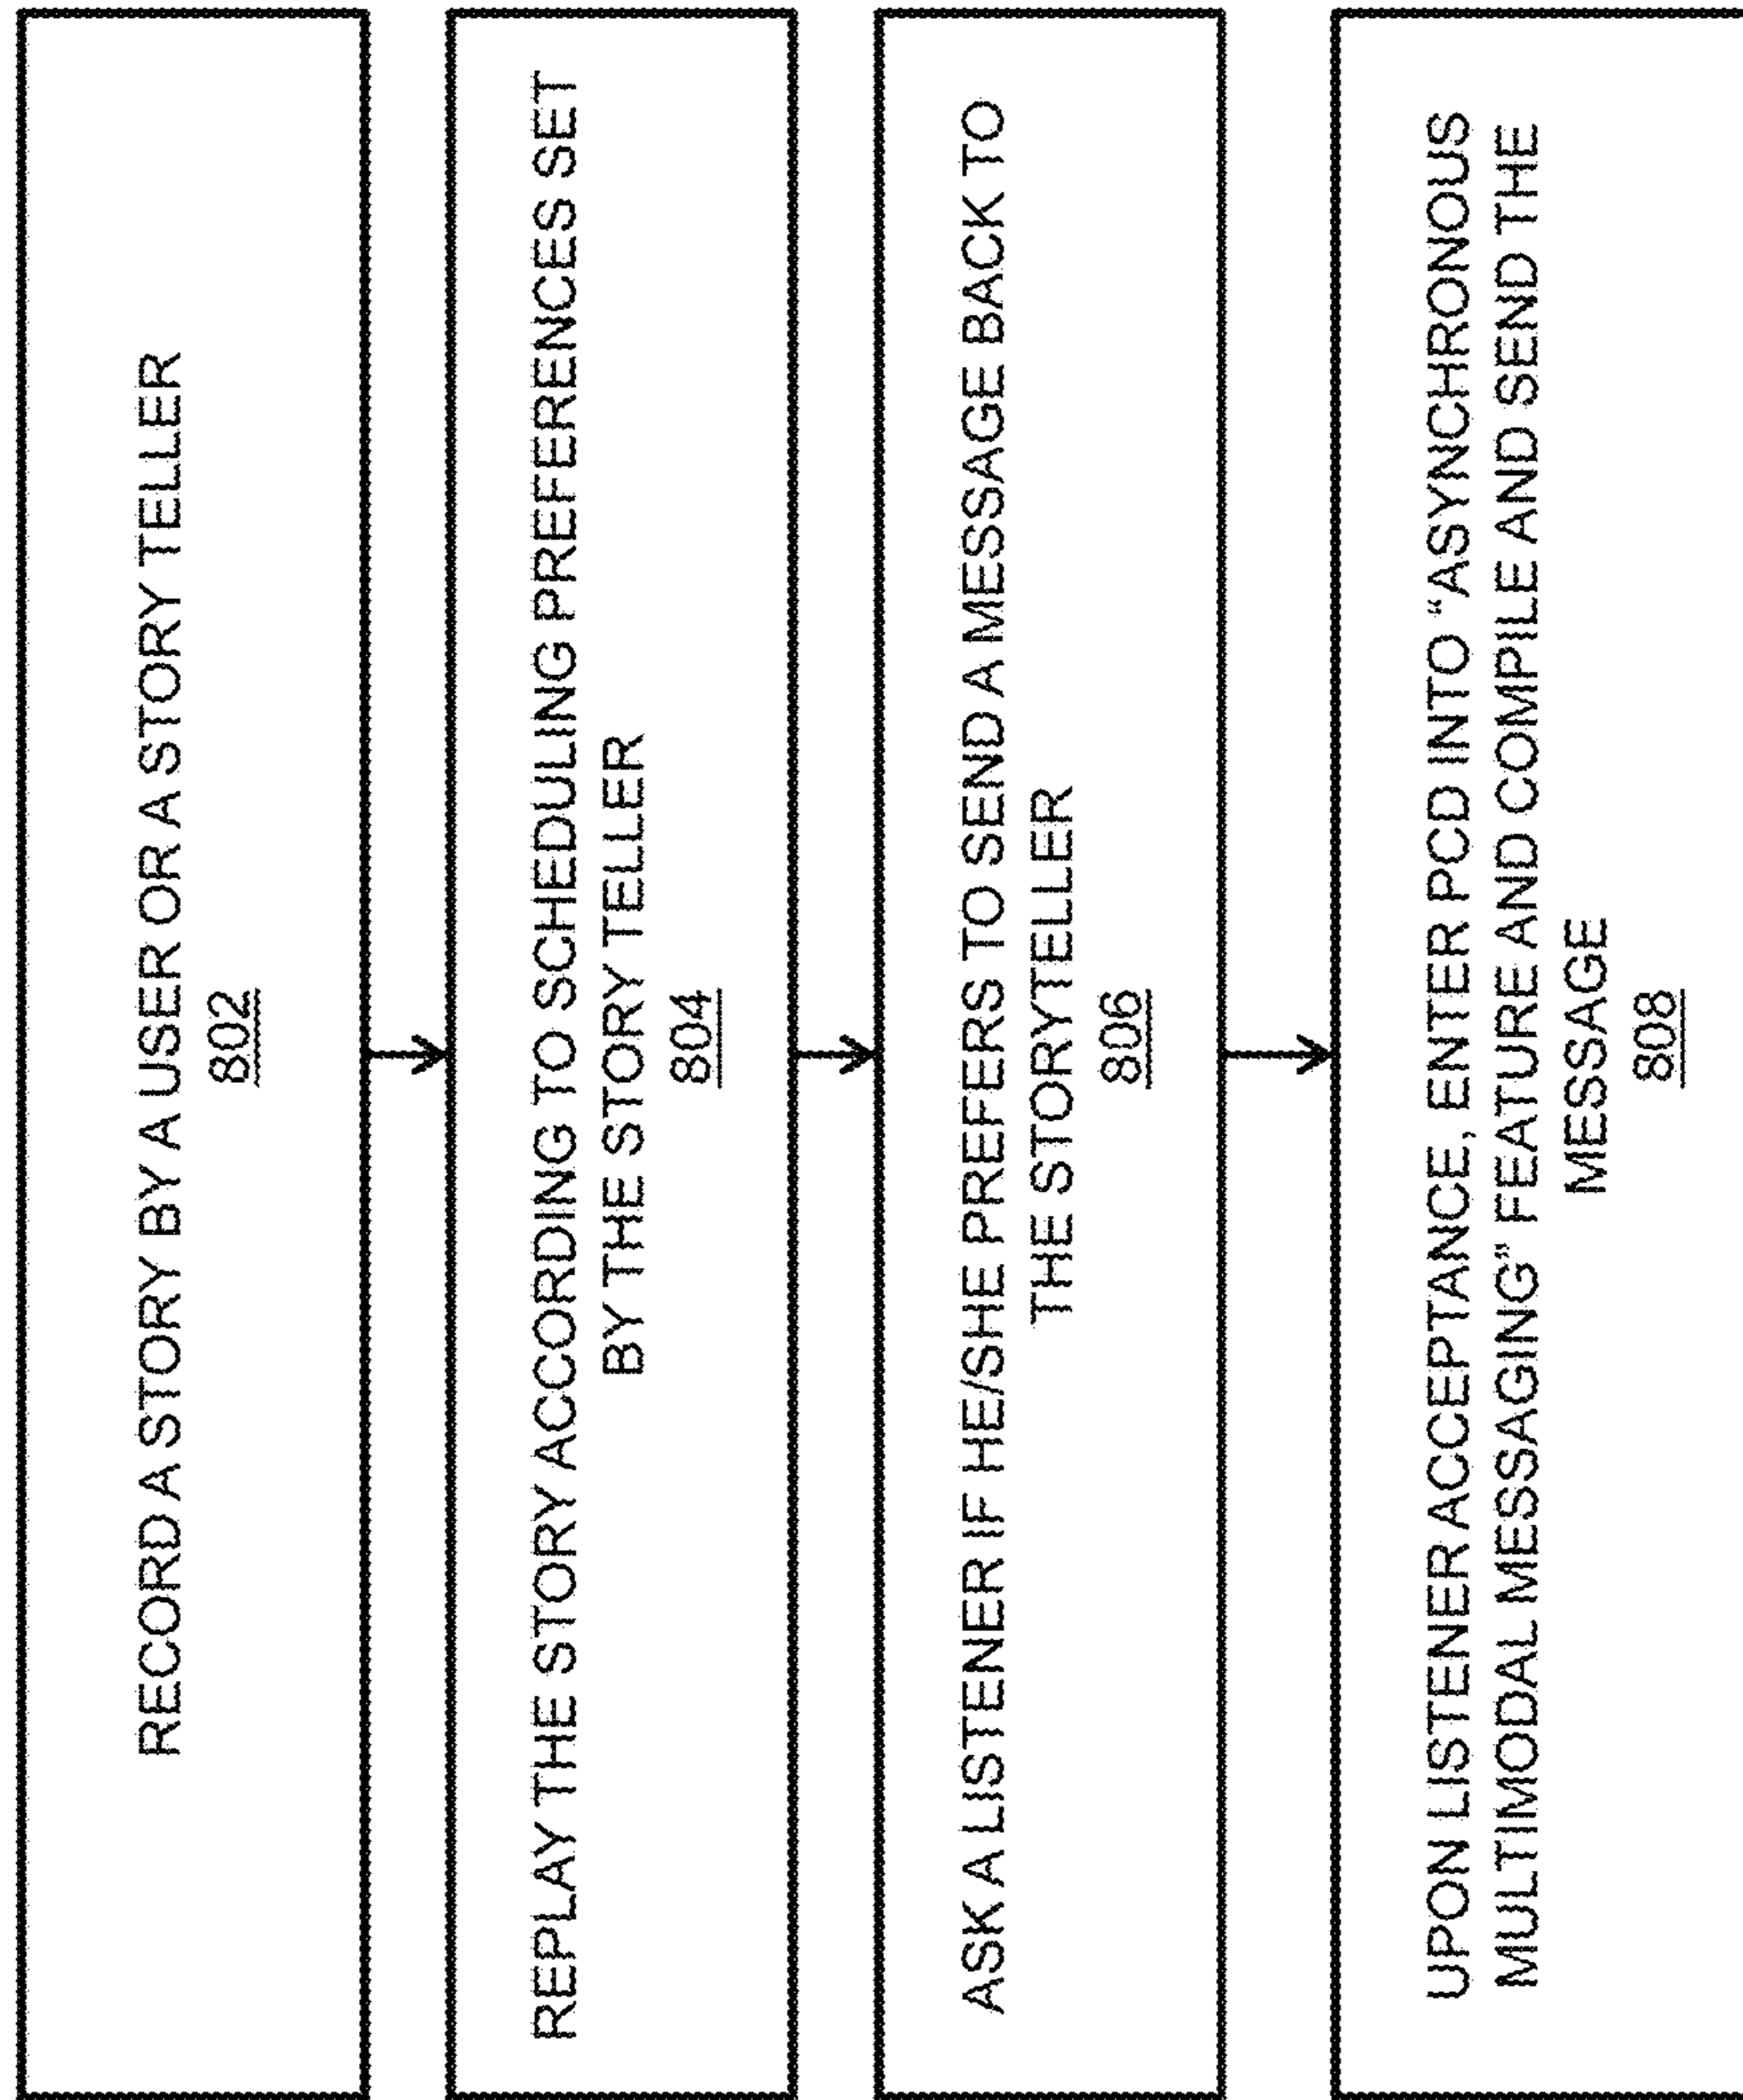 RECORD A STORY BY A USER OR A STORY TELLER
802
REPLAY THE STORY ACCORDING TO SCHEDULING PREFERENCES SET
BY THE STORY TELLER
804
ASK A LISTENER IF HE/SHE PREFERS TO SEND A MESSAGE BACK TO
THE STORYTELLER
806
UPON LISTENER ACCEPTANCE, ENTER PCD INTO “ASYNCHRONOUS
MULTIMODAL MESSAGING” FEATURE AND COMPILE AND SEND THE
MESSAGE
808